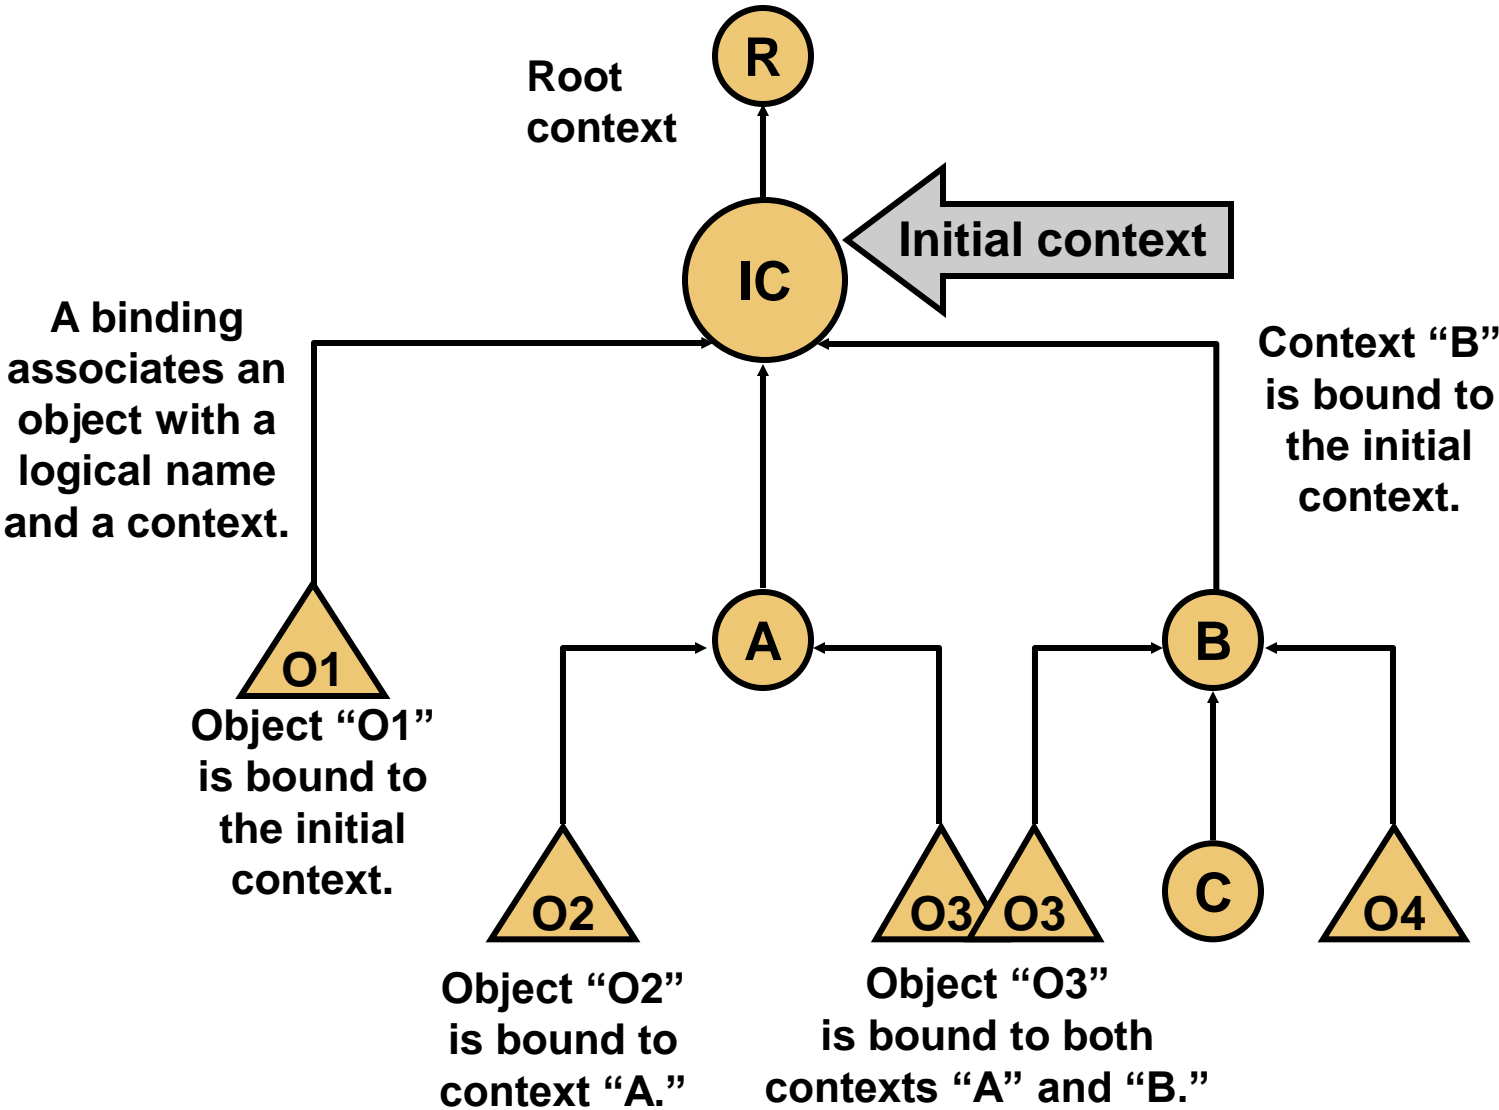 R
Root
context
Initial context
IC
A binding
associates an
object with a
logical name
and a context.
Context “B”
is bound to
the initial
context.
A
B
O1
Object “O1”
is bound to
the initial
context.
O2
O3
O3
C
O4
Object “O2”
is bound to
context “A.”
Object “O3”
is bound to both
contexts “A” and “B.”